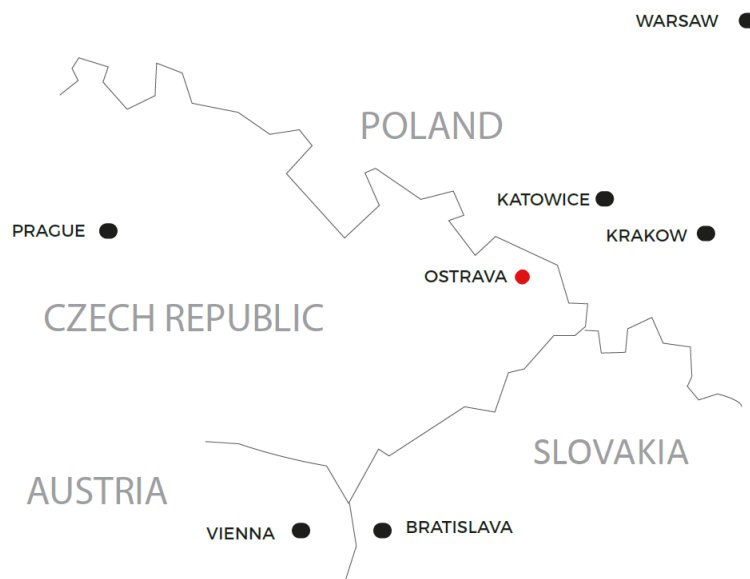 WARSAW
POLAND
KATOWICE
PRAGUE
KRAKOW
OSTRAVA
CZECH REPUBLIC
SLOVAKIA
AUSTRIA
VIENNA
BRATISLAVA